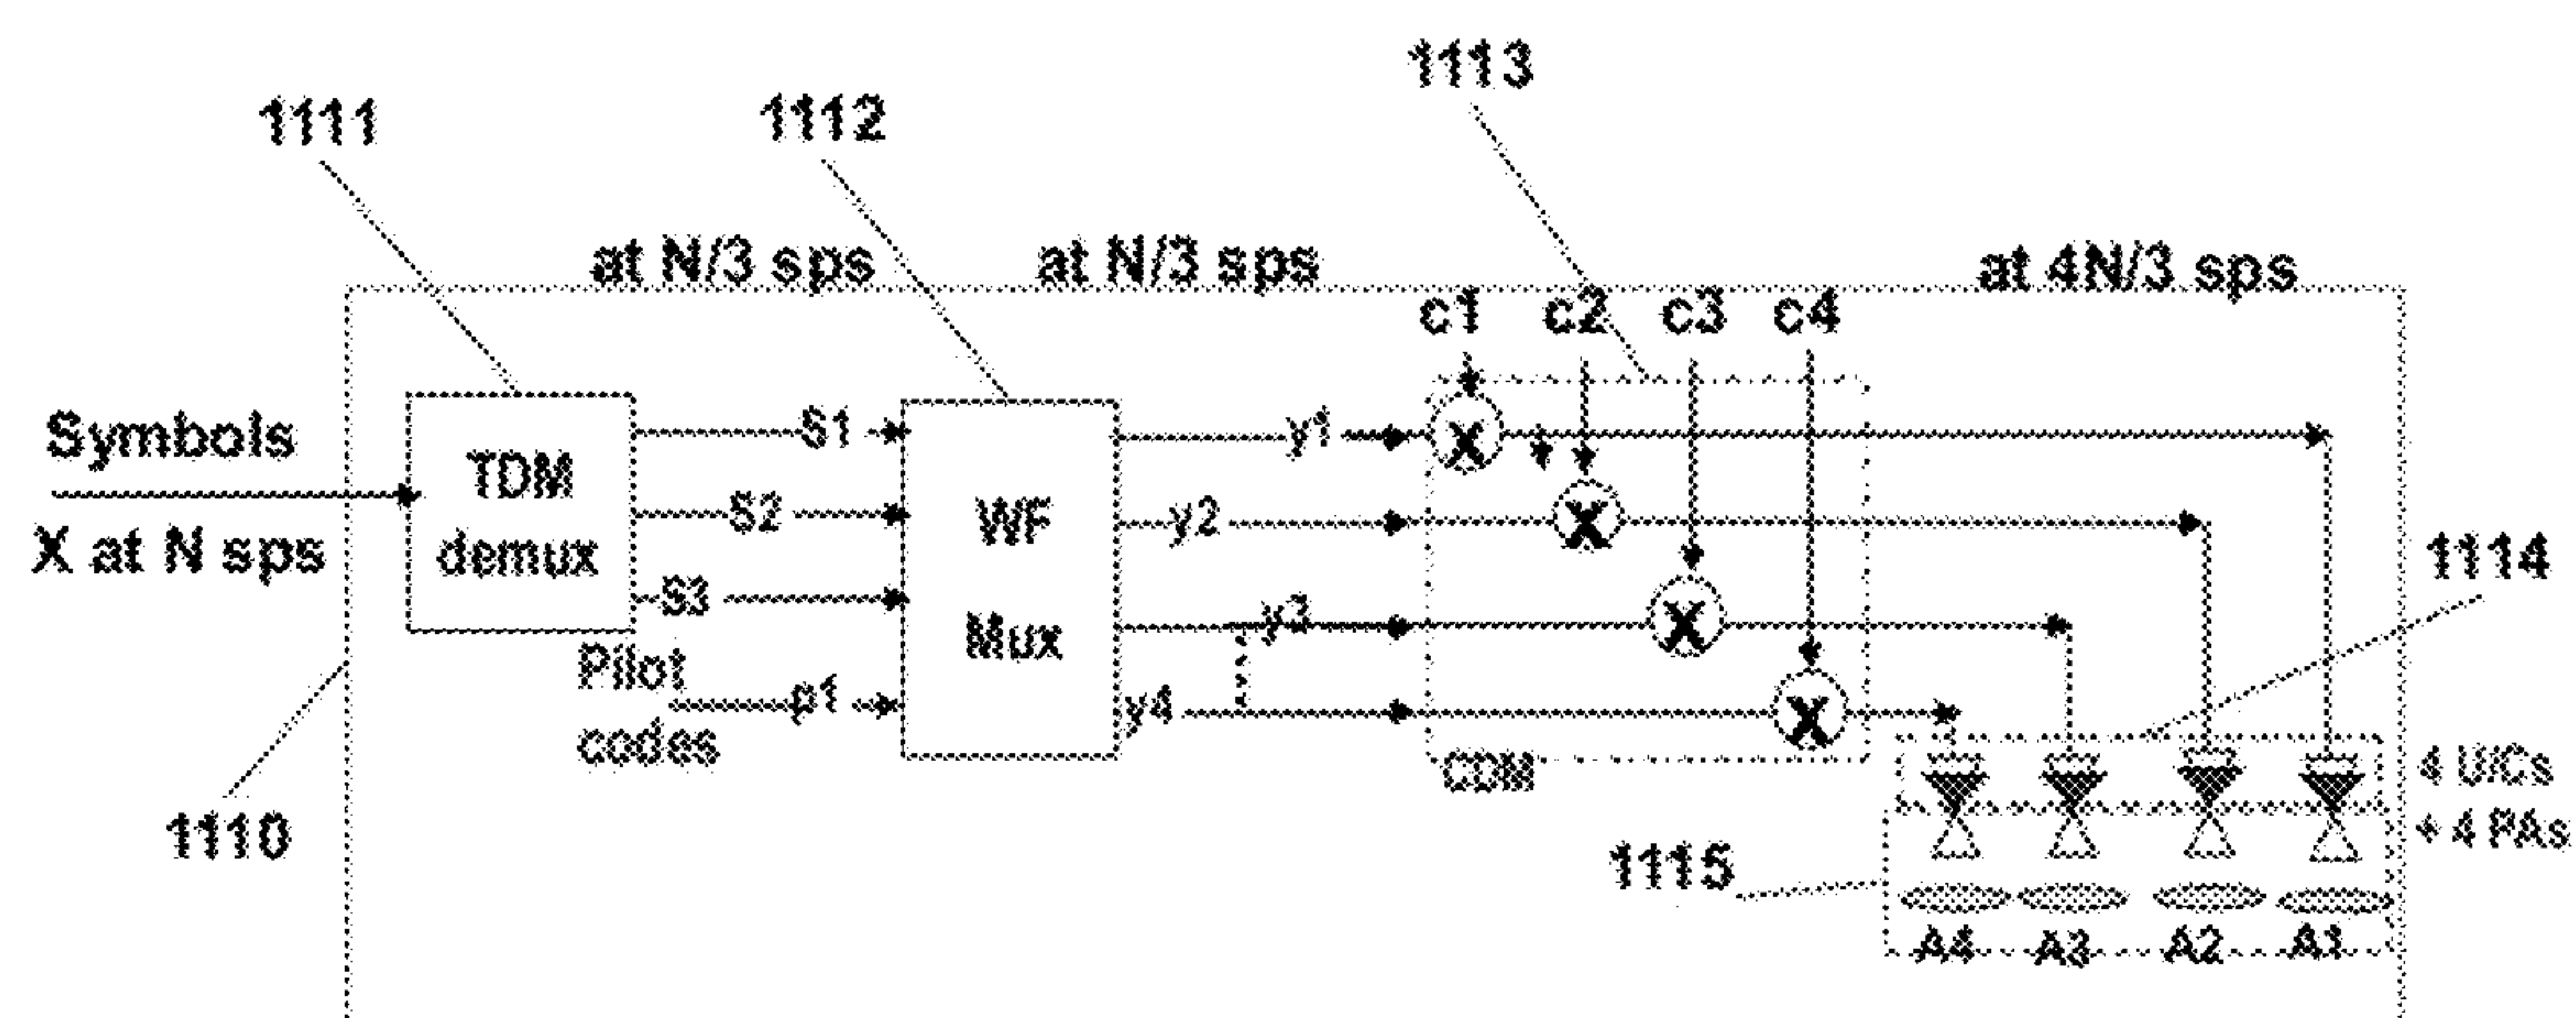 1113
1111
1112
at N/3 sps
at N/3 sps
at 4N/3 sps
c1 c2 c3 c4
Symbols
X at N sps
TDM
demux
S1
S2
S3
Pilot
codes
p1
WF
Mux
y1
y2
y3
y4
X
X
X
X
CDM
1114
4 U/Cs
+ 4 PAs
1110
1115
A4 A3 A2 A1